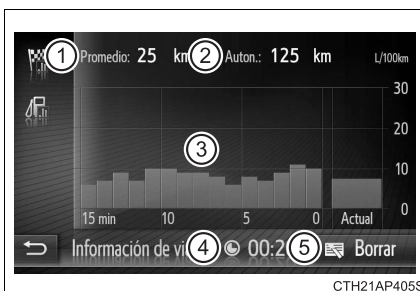 1 Promedio: 25 km 2 Auton.: 125 km L/100km
30
20
3
10
0
15 min 10 5 0 Actual
Información de vi 4 00:2 5 Borrar
CTH21AP405S